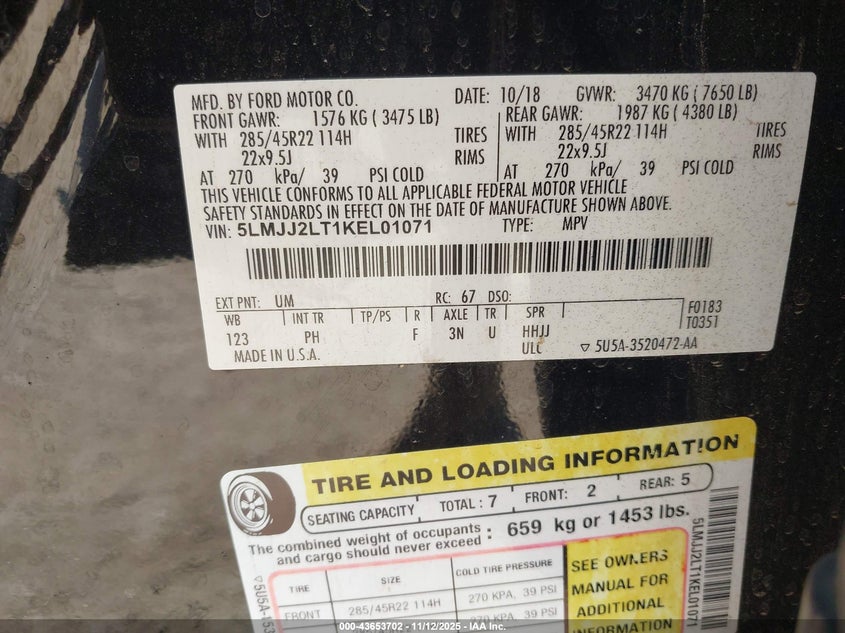 MFD. BY FORD MOTOR CO. DATE: 10/18 GVWR: 3470 KG ( 7650 LB)
FRONT GAWR: 1576 KG ( 3475 LB) REAR GAWR: 1987 KG ( 4380 LB)
WITH 285/45R22 114H TIRES WITH 285/45R22 114H TIRES
22x9.5J RIMS 22x9.5J RIMS
AT 270 kPa/ 39 PSI COLD AT 270 kPa/ 39 PSI COLD
THIS VEHICLE CONFORMS TO ALL APPLICABLE FEDERAL MOTOR VEHICLE
SAFETY STANDARDS IN EFFECT ON THE DATE OF MANUFACTURE SHOWN ABOVE.
VIN: 5LMJJ2LT1KEL01071 TYPE: MPV
EXT PNT: UM RC: 67 DSO:
WB INT TR TP/PS R AXLE TR SPR F0183
123 PH F 3N U HHJJ T0351
MADE IN U.S.A. ULC ▽ 5U5A-3520472-AA
TIRE AND LOADING INFORMATION
SEATING CAPACITY TOTAL : 7 FRONT: 2 REAR: 5
The combined weight of occupants
and cargo should never exceed : 659 kg or 1453 lbs.
TIRE SIZE COLD TIRE PRESSURE
FRONT 285/45R22 114H 270 KPA, 39 PSI
270 KPA, 39 PSI
SEE OWNERS
MANUAL FOR
ADDITIONAL
INFORMATION
5LMJJ2LT1KEL01071
▽5U5A-153
000-43653702 - 11/12/2025 - IAA Inc.